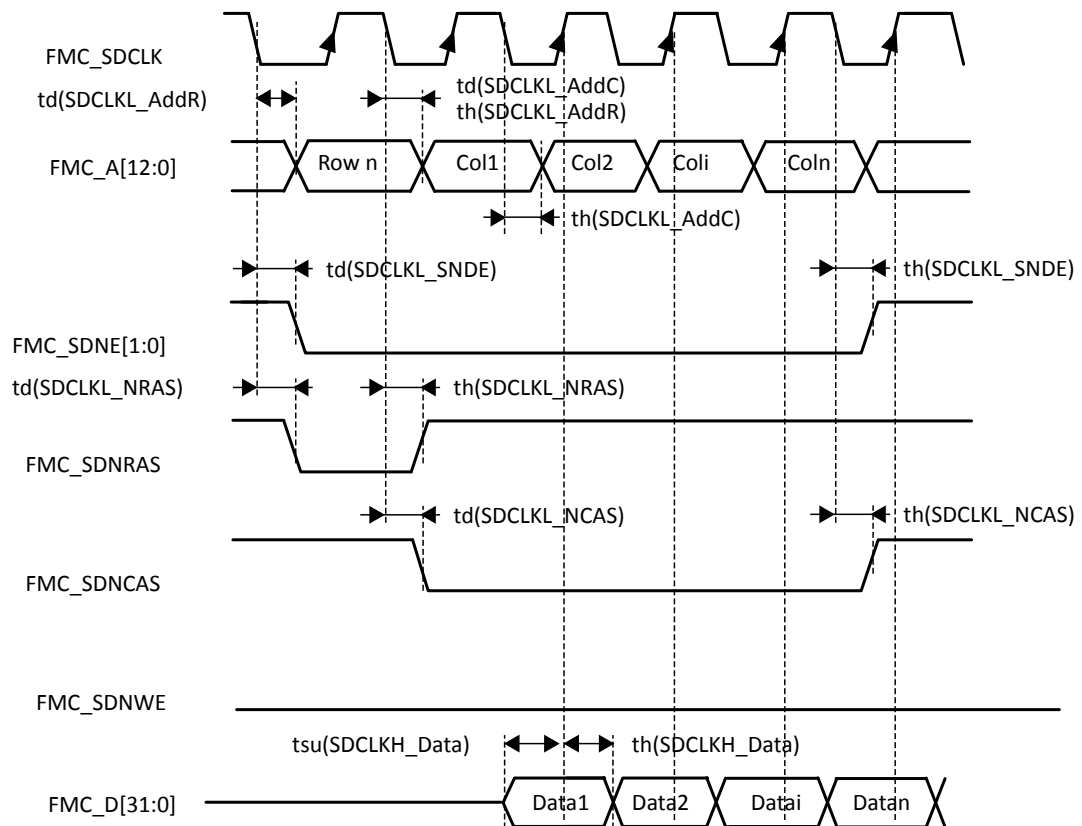 FMC_SDCLK
td(SDCLKL_AddR)
td(SDCLKL_AddC)
th(SDCLKL_AddR)
FMC_A[12:0]
Row n
Col1
Col2
Coli
Coln
th(SDCLKL_AddC)
td(SDCLKL_SNDE)
th(SDCLKL_SNDE)
FMC_SDNE[1:0]
td(SDCLKL_NRAS)
th(SDCLKL_NRAS)
FMC_SDNRAS
td(SDCLKL_NCAS)
th(SDCLKL_NCAS)
FMC_SDNCAS
FMC_SDNWE
tsu(SDCLKH_Data)
th(SDCLKH_Data)
FMC_D[31:0]
Data1
Data2
Datai
Datan